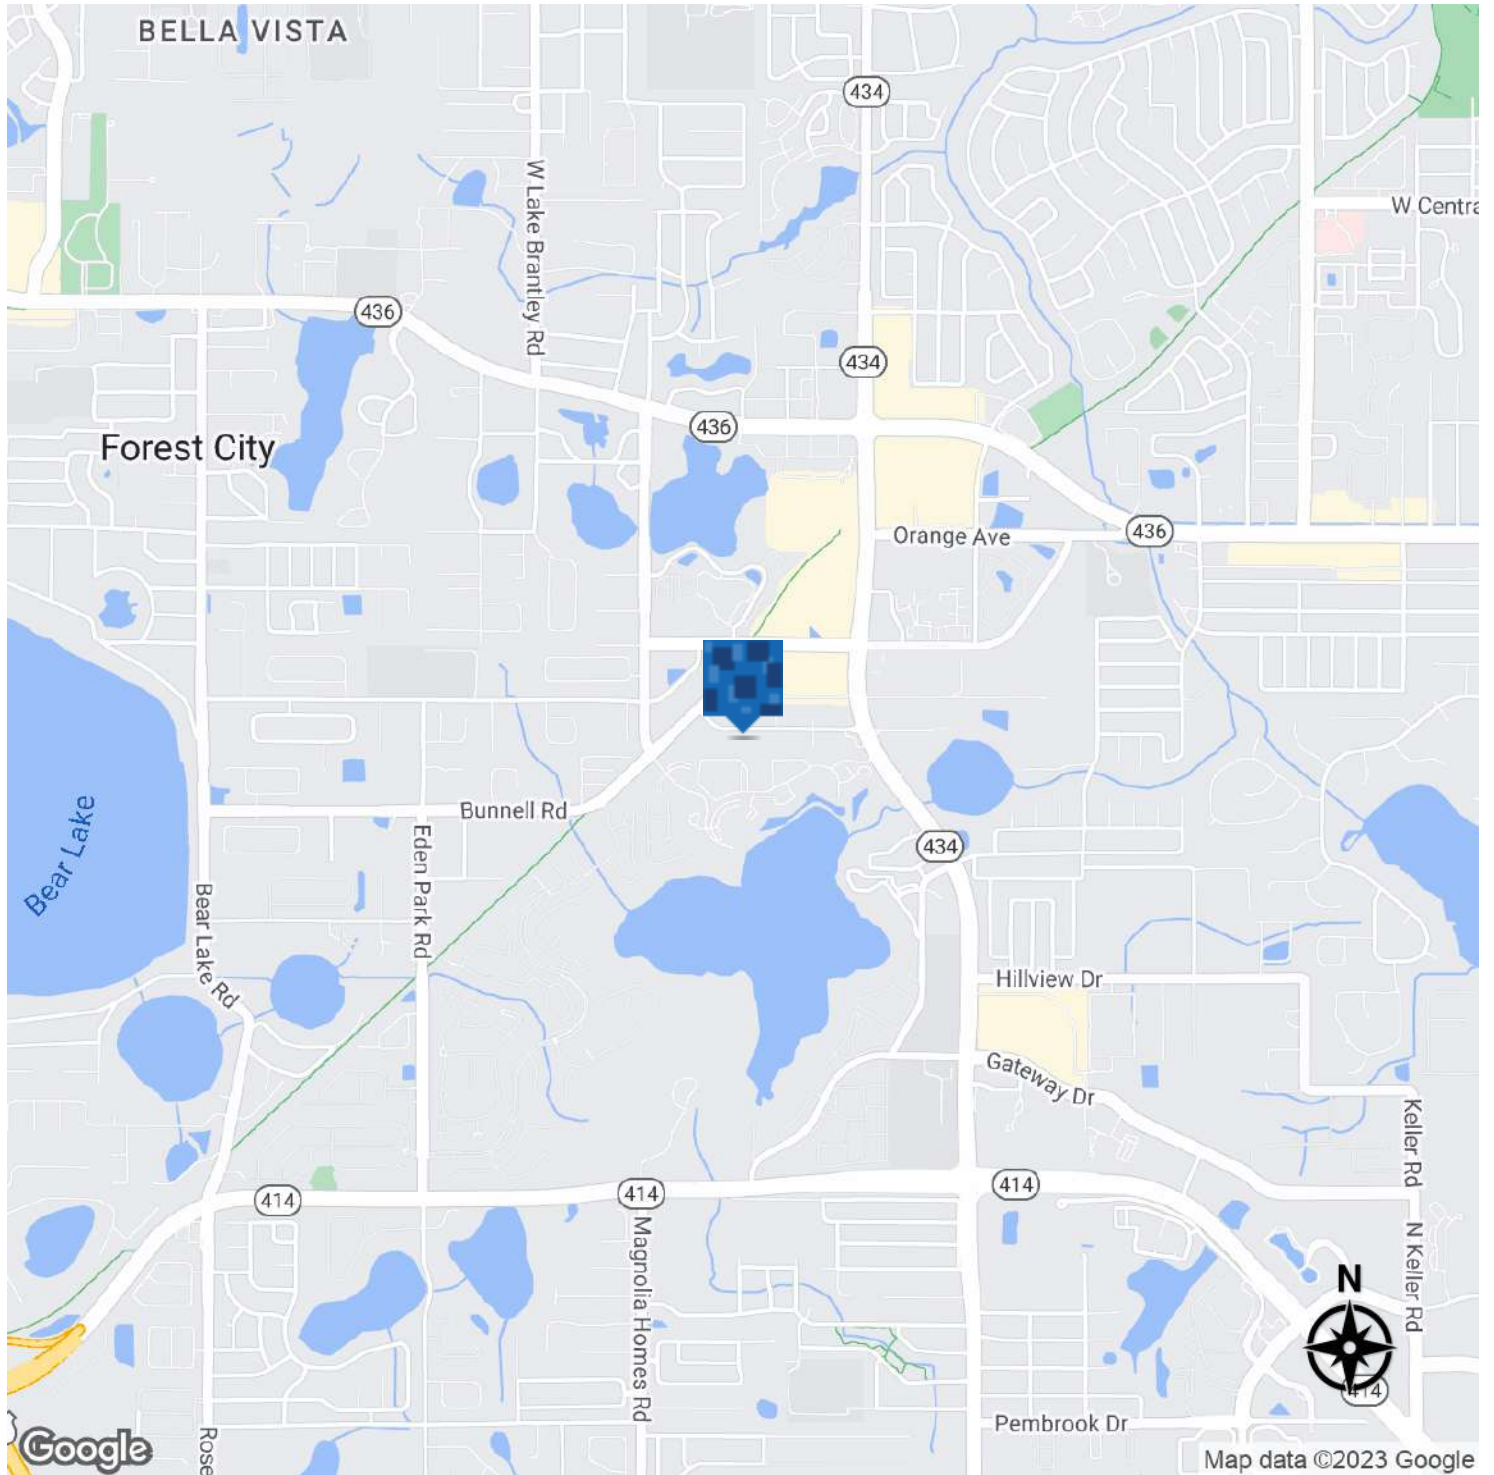 BELLA VISTA
434
W Lake Brantley Rd
W Centra
436
434
436
Forest City
Orange Ave
436
Bunnell Rd
Bear Lake
Eden Park Rd
434
Bear Lake Rd
Hillview Dr
Gateway Dr
Keller Rd
414
414
414
Magnolia Homes Rd
N Keller Rd
N
414
Pembrook Dr
Rose
Google
Map data ©2023 Google